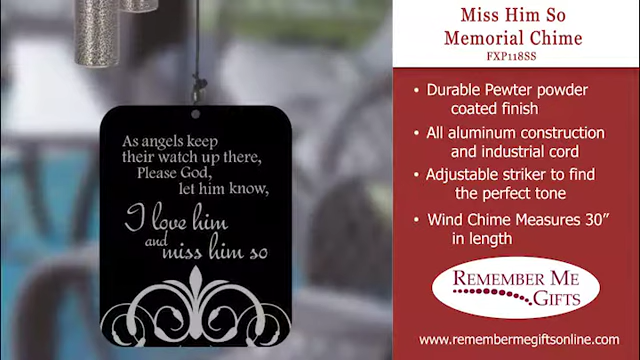 As angels keep
their watch up there,
Please God,
let him know,
I love him
and
miss him so
Miss Him So
Memorial Chime
FXP118SS
• Durable Pewter powder
coated finish
• All aluminum construction
and industrial cord
• Adjustable striker to find
the perfect tone
• Wind Chime Measures 30”
in length
REMEMBER ME
GIFTS
www.remembermegiftsonline.com